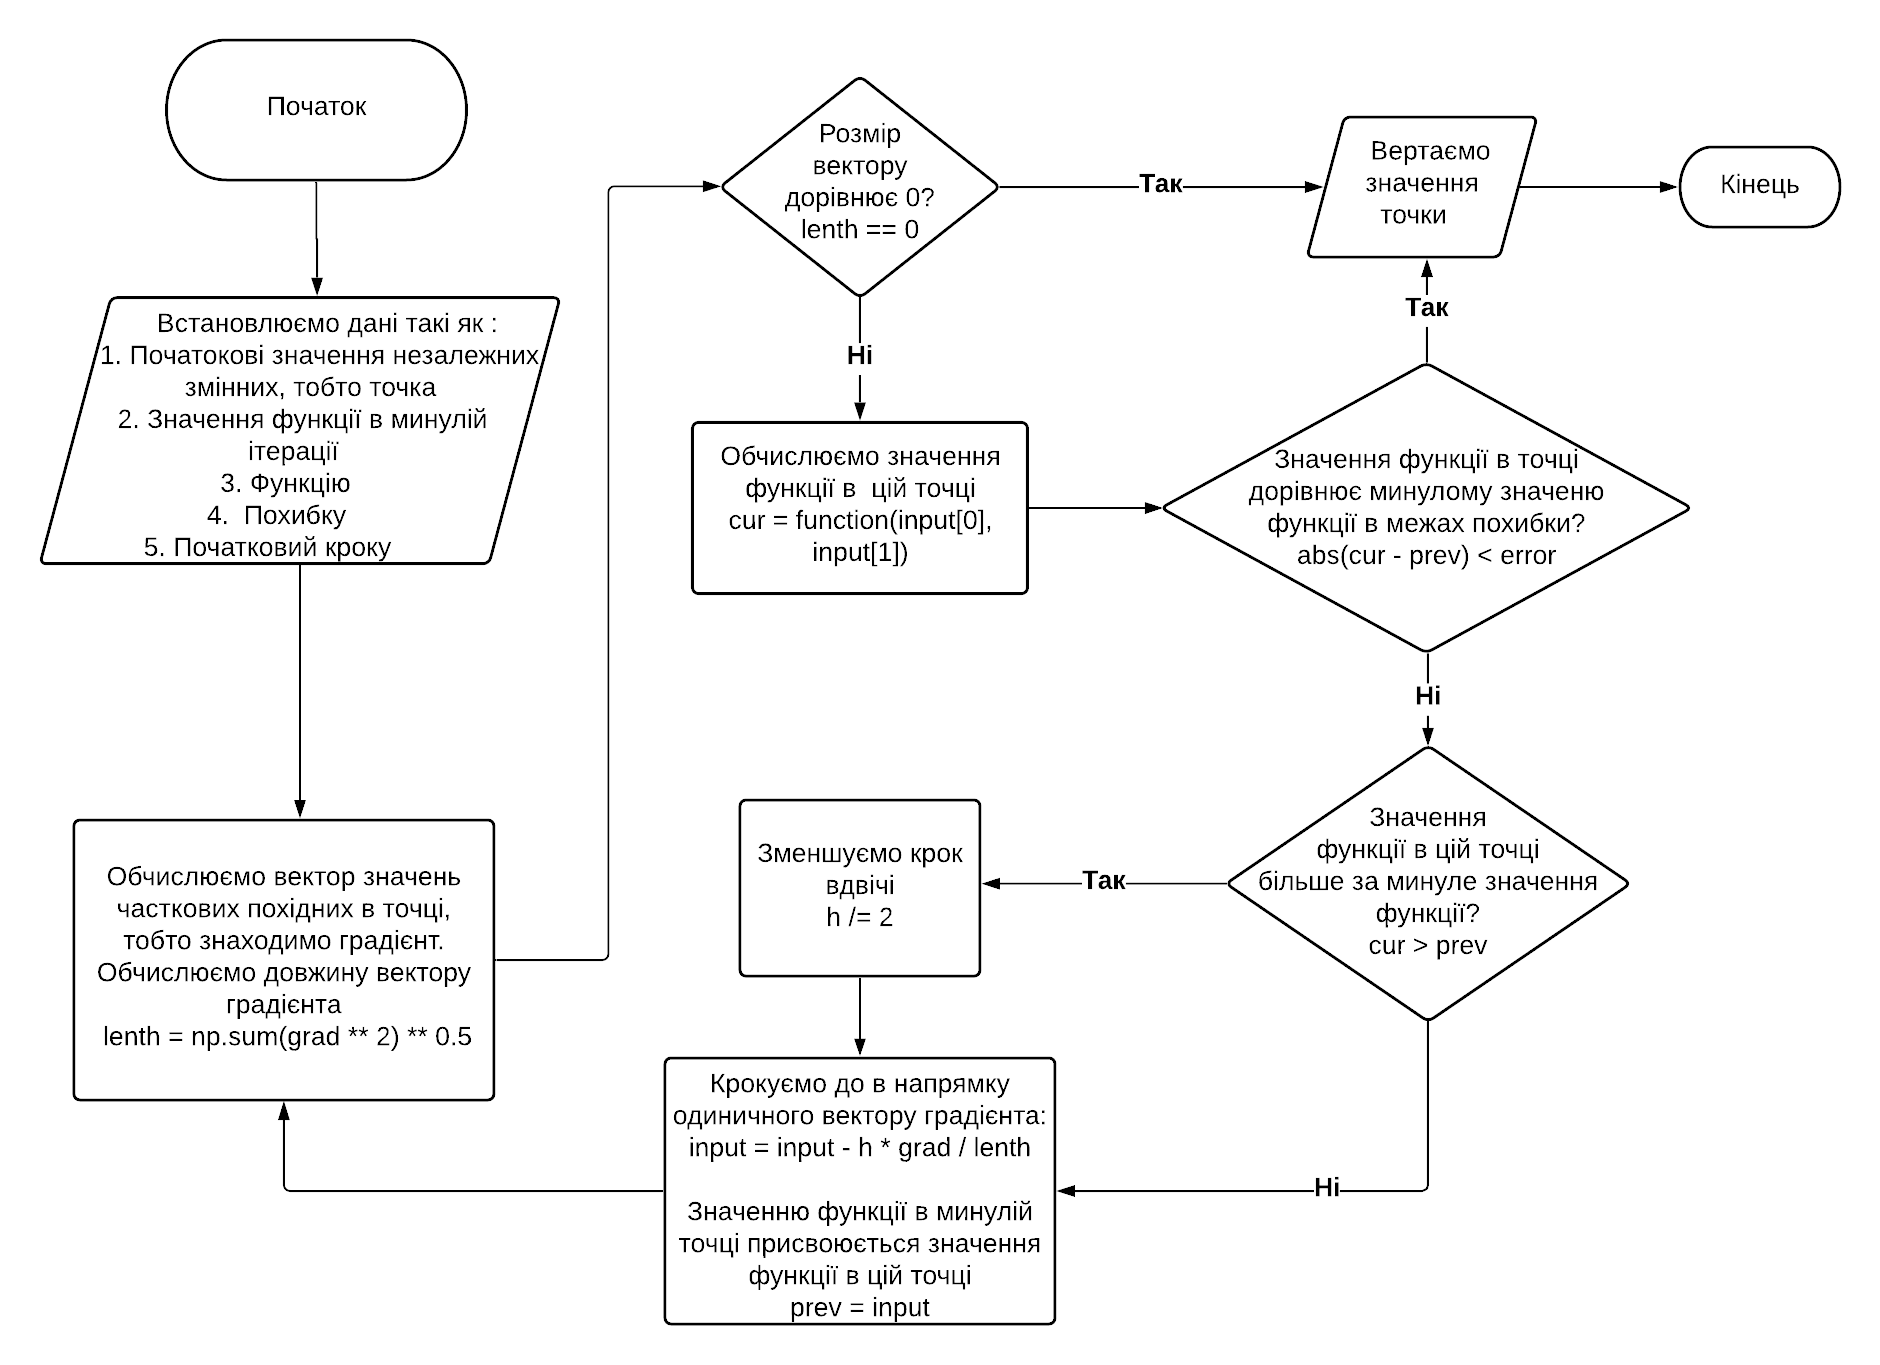 Початок
Встановлюємо дані такі як :
1. Початокові значення незалежних
змінних, тобто точка
2. Значення функції в минулій
ітерації
3. Функцію
4. Похибку
5. Початковий кроку
Обчислюємо вектор значень
часткових похідних в точці,
тобто знаходимо градієнт.
Обчислюємо довжину вектору
градієнта
lenth = np.sum(grad ** 2) ** 0.5
Розмір
вектору
дорівнює 0?
lenth == 0
Так
Вертаємо
значення
точки
Кінець
Ні
Обчислюємо значення
функції в цій точці
cur = function(input[0],
input[1])
Так
Значення функції в точці
дорівнює минулому значеню
функції в межах похибки?
abs(cur - prev) < error
Ні
Значення
функції в цій точці
більше за минуле значення
функції?
cur > prev
Так
Зменшуємо крок
вдвічі
h /= 2
Ні
Крокуємо до в напрямку
одиничного вектору градієнта:
input = input - h * grad / lenth
Значенню функції в минулій
точці присвоюється значення
функції в цій точці
prev = input